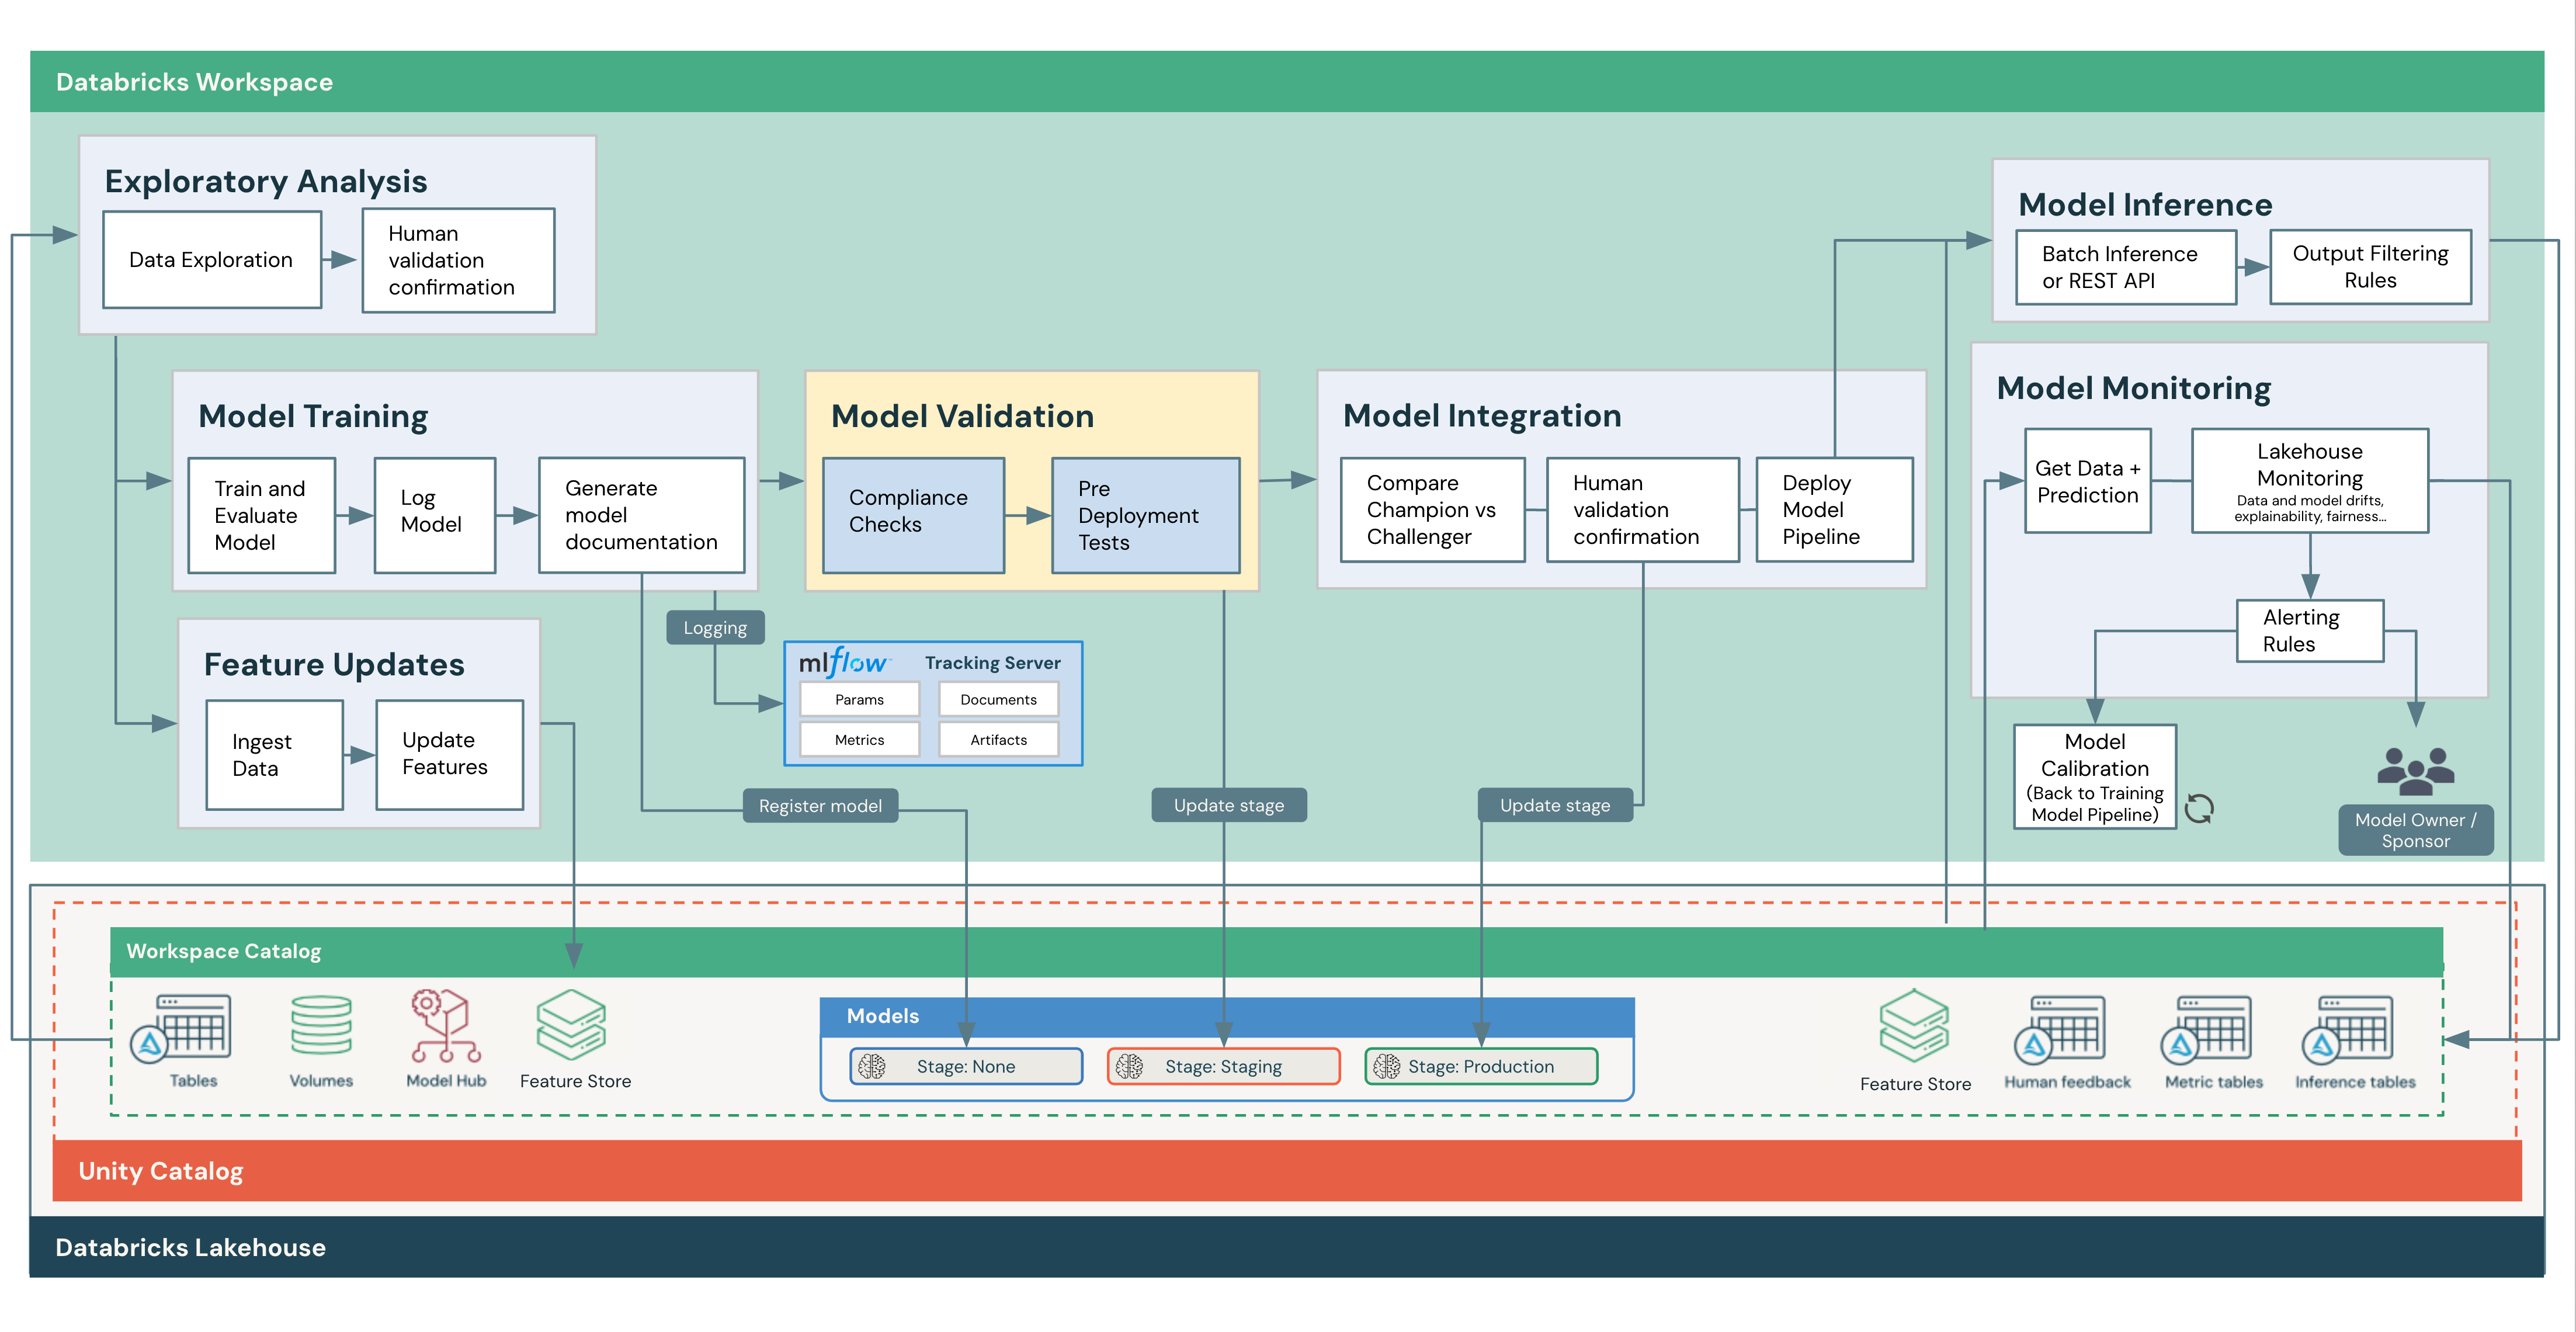 Databricks Workspace
Exploratory Analysis
Data Exploration
Human
validation
confirmation
Model Training
Train and
Evaluate
Model
Log
Model
Generate
model
documentation
Model Validation
Compliance
Checks
Pre
Deployment
Tests
Model Integration
Compare
Champion vs
Challenger
Human
validation
confirmation
Deploy
Model
Pipeline
Model Inference
Batch Inference
or REST API
Output Filtering
Rules
Model Monitoring
Get Data +
Prediction
Lakehouse
Monitoring
Data and model drifts,
explainability, fairness...
Alerting
Rules
Model
Calibration
(Back to Training
Model Pipeline)
Model Owner /
Sponsor
Feature Updates
Ingest
Data
Update
Features
Logging
mlflow™ Tracking Server
Params
Documents
Metrics
Artifacts
Register model
Update stage
Update stage
Workspace Catalog
Tables
Volumes
Model Hub
Feature Store
Models
Stage: None
Stage: Staging
Stage: Production
Feature Store
Human feedback
Metric tables
Inference tables
Unity Catalog
Databricks Lakehouse